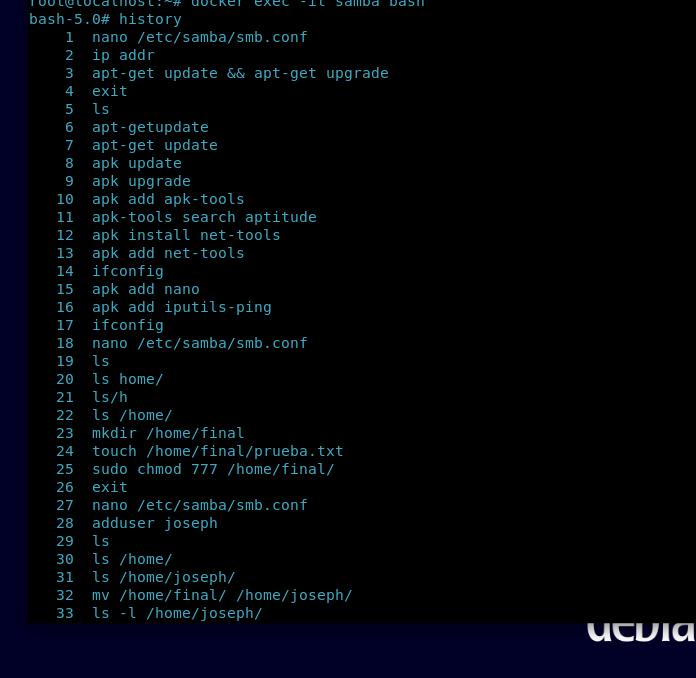 root@localhost:~# docker exec -it samba bash
bash-5.0# history
1 nano /etc/samba/smb.conf
2 ip addr
3 apt-get update && apt-get upgrade
4 exit
5 ls
6 apt-getupdate
7 apt-get update
8 apk update
9 apk upgrade
10 apk add apk-tools
11 apk-tools search aptitude
12 apk install net-tools
13 apk add net-tools
14 ifconfig
15 apk add nano
16 apk add iputils-ping
17 ifconfig
18 nano /etc/samba/smb.conf
19 ls
20 ls home/
21 ls/h
22 ls /home/
23 mkdir /home/final
24 touch /home/final/prueba.txt
25 sudo chmod 777 /home/final/
26 exit
27 nano /etc/samba/smb.conf
28 adduser joseph
29 ls
30 ls /home/
31 ls /home/joseph/
32 mv /home/final/ /home/joseph/
33 ls -l /home/joseph/
debia